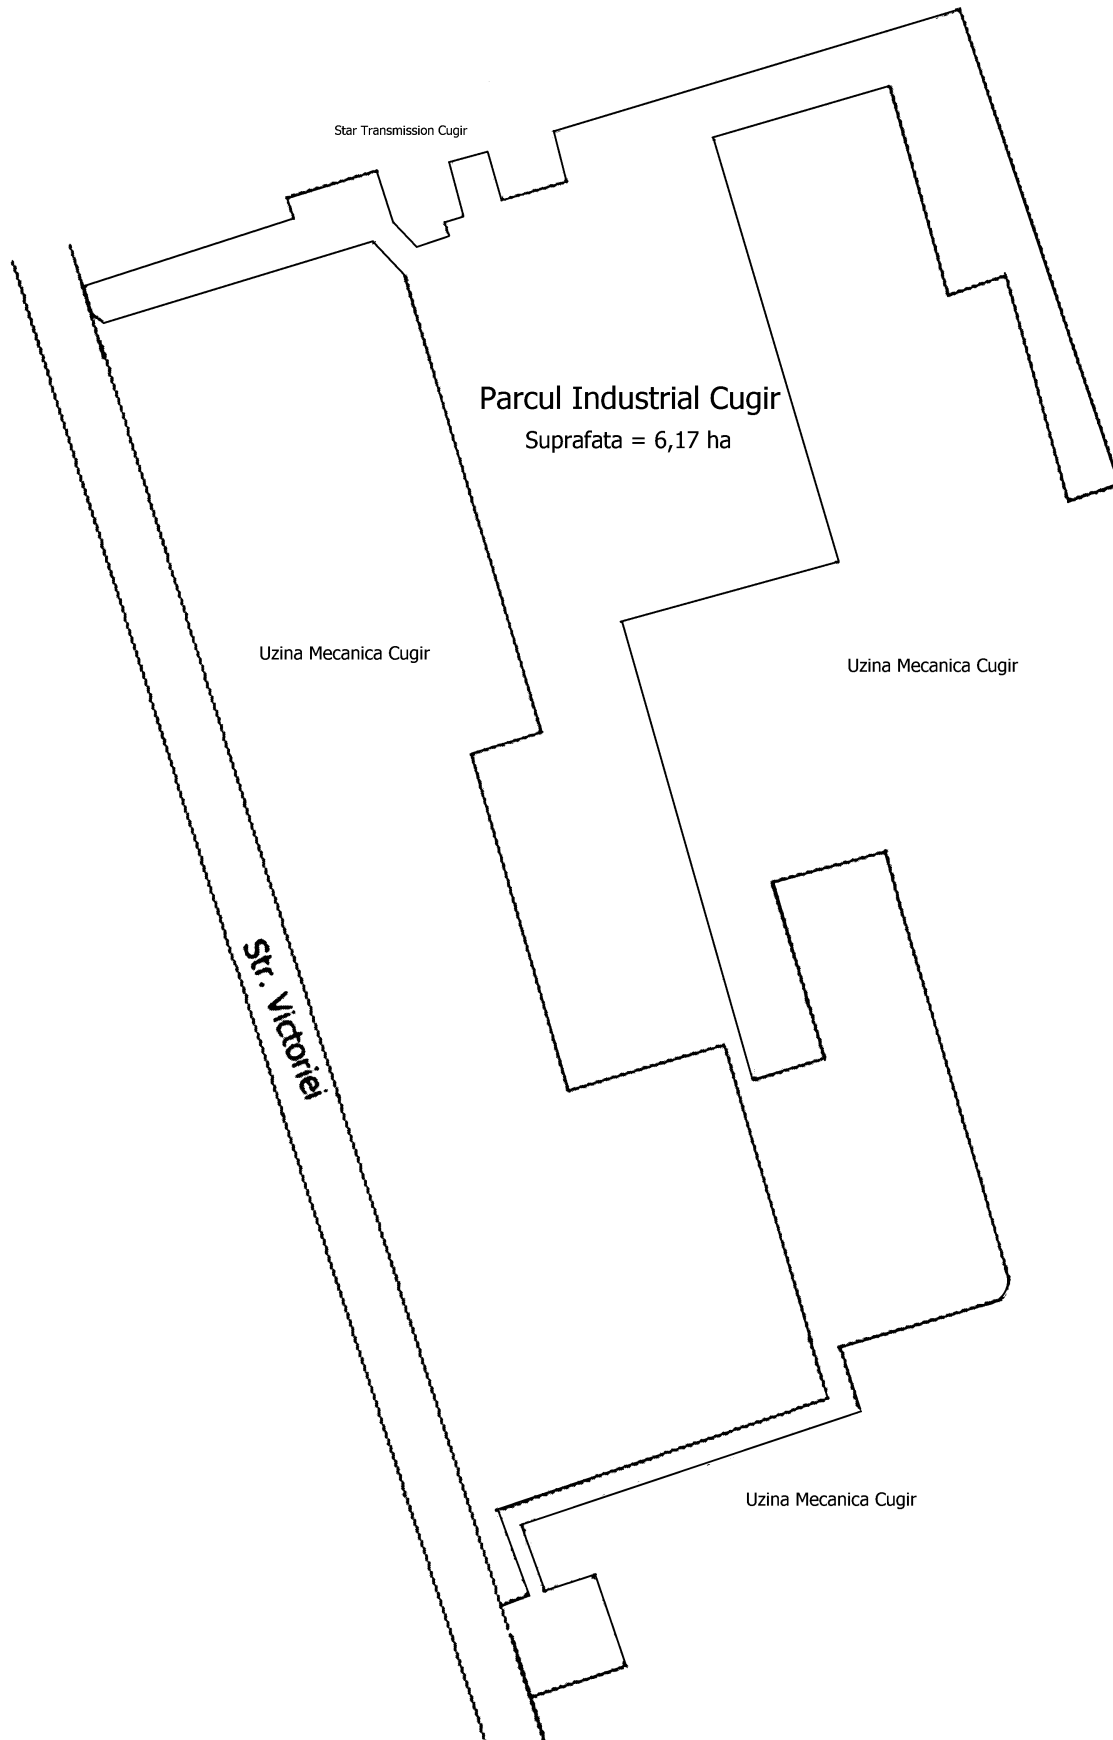 Star Transmission Cugir
Parcul Industrial Cugir
Suprafata = 6,17 ha
Uzina Mecanica Cugir
Uzina Mecanica Cugir
Str. Victoriei
Uzina Mecanica Cugir